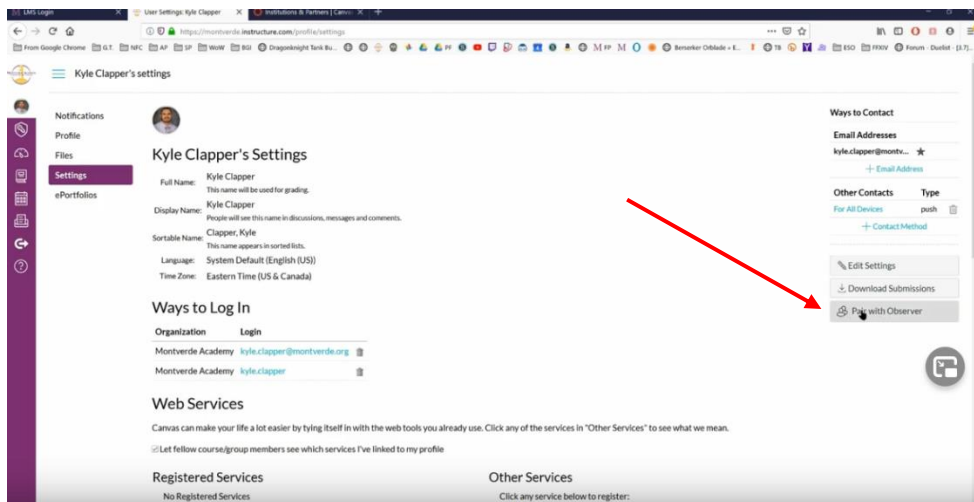 LMS Login
User Settings: Kyle Clapper
Institutions & Partners | Canvas
https://montverde.instructure.com/profile/settings
From Google Chrome G.T. NFC AP SP WoW BGI Dragonknight Tank Bu... PP M PP M Berserker Orblade - E... TB ESO FFXIV Forum - Duelist - [3.7]...
Kyle Clapper's settings
Notifications
Profile
Files
Settings
ePortfolios
Kyle Clapper's Settings
Full Name: Kyle Clapper
This name will be used for grading.
Display Name: Kyle Clapper
People will see this name in discussions, messages and comments.
Sortable Name: Clapper, Kyle
This name appears in sorted lists.
Language: System Default (English (US))
Time Zone: Eastern Time (US & Canada)
Ways to Log In
Organization Login
Montverde Academy kyle.clapper@montverde.org
Montverde Academy kyle.clapper
Web Services
Canvas can make your life a lot easier by tying itself in with the web tools you already use. Click any of the services in "Other Services" to see what we mean.
Let fellow course/group members see which services I've linked to my profile
Registered Services
No Registered Services
Other Services
Click any service below to register:
Ways to Contact
Email Addresses
kyle.clapper@montv...
+ Email Address
Other Contacts Type
For All Devices push
+ Contact Method
Edit Settings
Download Submissions
Pair with Observer